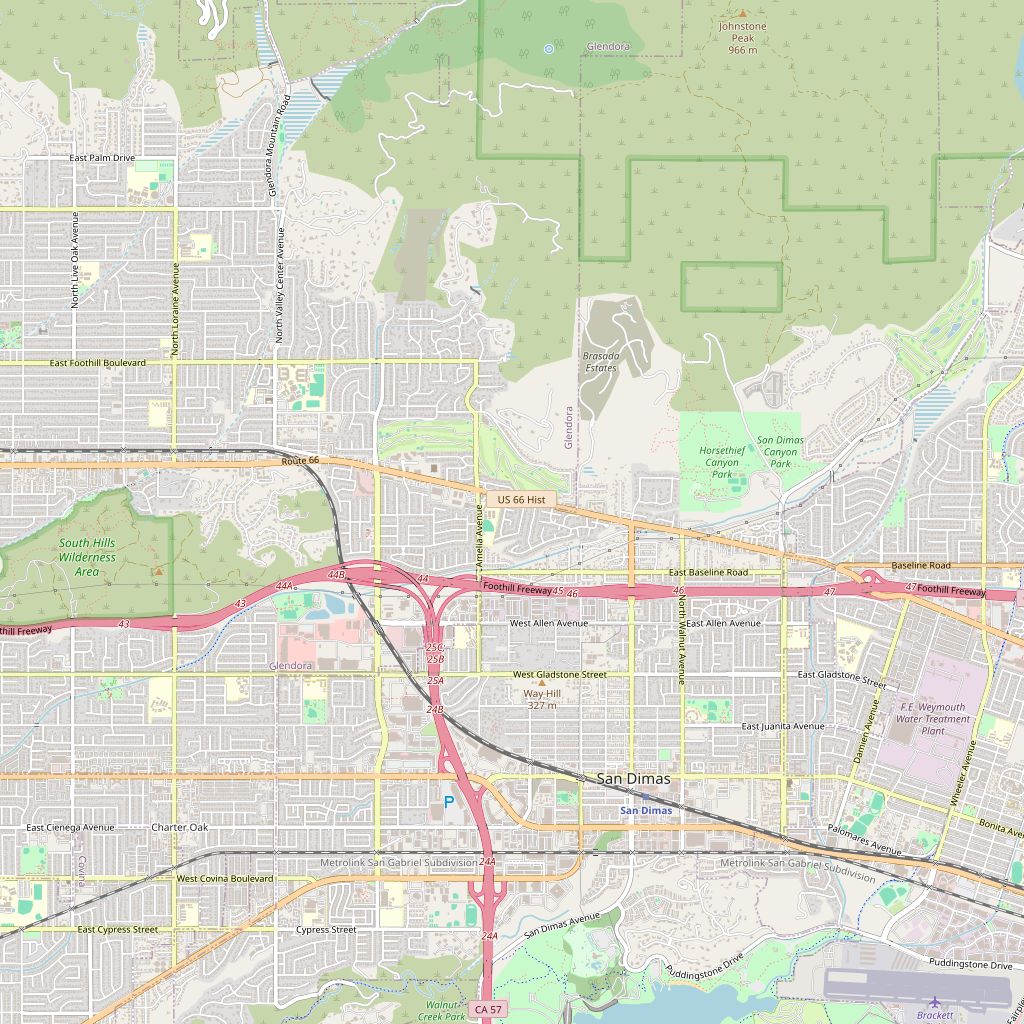 Johnstone
Peak
966 m
Glendora
Glendora Mountain Road
East Palm Drive
North Live Oak Avenue
North Loraine Avenue
North Valley Center Avenue
East Foothill Boulevard
Brasada
Estates
Glendora
Horsethief
Canyon
Park
San Dimas
Canyon
Park
Route 66
US 66 Hist
Amelia Avenue
South Hills
Wilderness
Area
44A
44B
44
Foothill Freeway
45
46
East Baseline Road
46
47
Baseline Road
47
Foothill Freeway
43
43
thill Freeway
West Allen Avenue
East Allen Avenue
North Walnut Avenue
25C
25B
25A
24B
Glendora
West Gladstone Street
Way Hill
327 m
East Gladstone Street
F.E. Weymouth
Water Treatment
Plant
Damien Avenue
East Juanita Avenue
Wheeler Avenue
San Dimas
San Dimas
P
East Cienega Avenue
Charter Oak
Bonita Ave
Palomares Avenue
Covina
Metrolink San Gabriel Subdivision
24A
Metrolink San Gabriel Subdivision
West Covina Boulevard
East Cypress Street
Cypress Street
24A
San Dimas Avenue
Puddingstone Drive
Puddingstone Drive
Walnut
Creek Park
CA 57
Brackett
Fairple